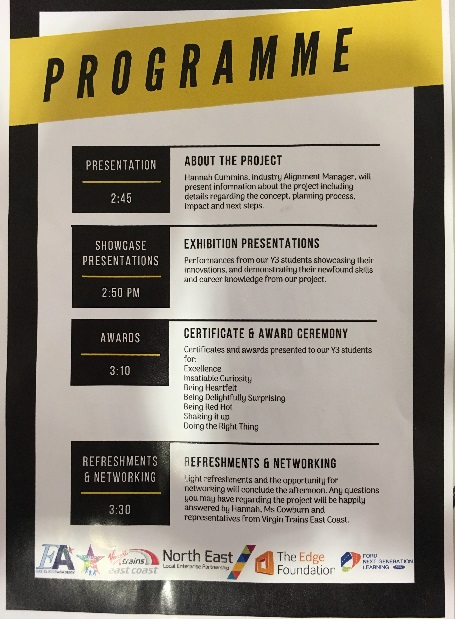 PROGRAMME
PRESENTATION
2:45
ABOUT THE PROJECT
Hannah Cummins, Industry Alignment Manager, will
present information about the project including
details regarding the concept, planning process,
impact and next steps.
SHOWCASE
PRESENTATIONS
2:50 PM
EXHIBITION PRESENTATIONS
Performances from our Y3 students showcasing their
innovations, and demonstrating their newfound skills
and career knowledge from our project.
AWARDS
3:10
CERTIFICATE & AWARD CEREMONY
Certificates and awards presented to our Y3 students
for:
Excellence
Insatiable Curiosity
Being Heartfelt
Being Delightfully Surprising
Being Red Hot
Shaking it up
Doing the Right Thing
REFRESHMENTS
& NETWORKING
3:30
REFRESHMENTS & NETWORKING
Light refreshments and the opportunity for
networking will conclude the afternoon. Any questions
you may have regarding the project will be happily
answered by Hannah, Ms Cowburn and
representatives from Virgin Trains East Coast.
EA
Virgin
trains
east coast
North East
Local Enterprise Partnership
The Edge
Foundation
FORD
NEXT GENERATION
LEARNING